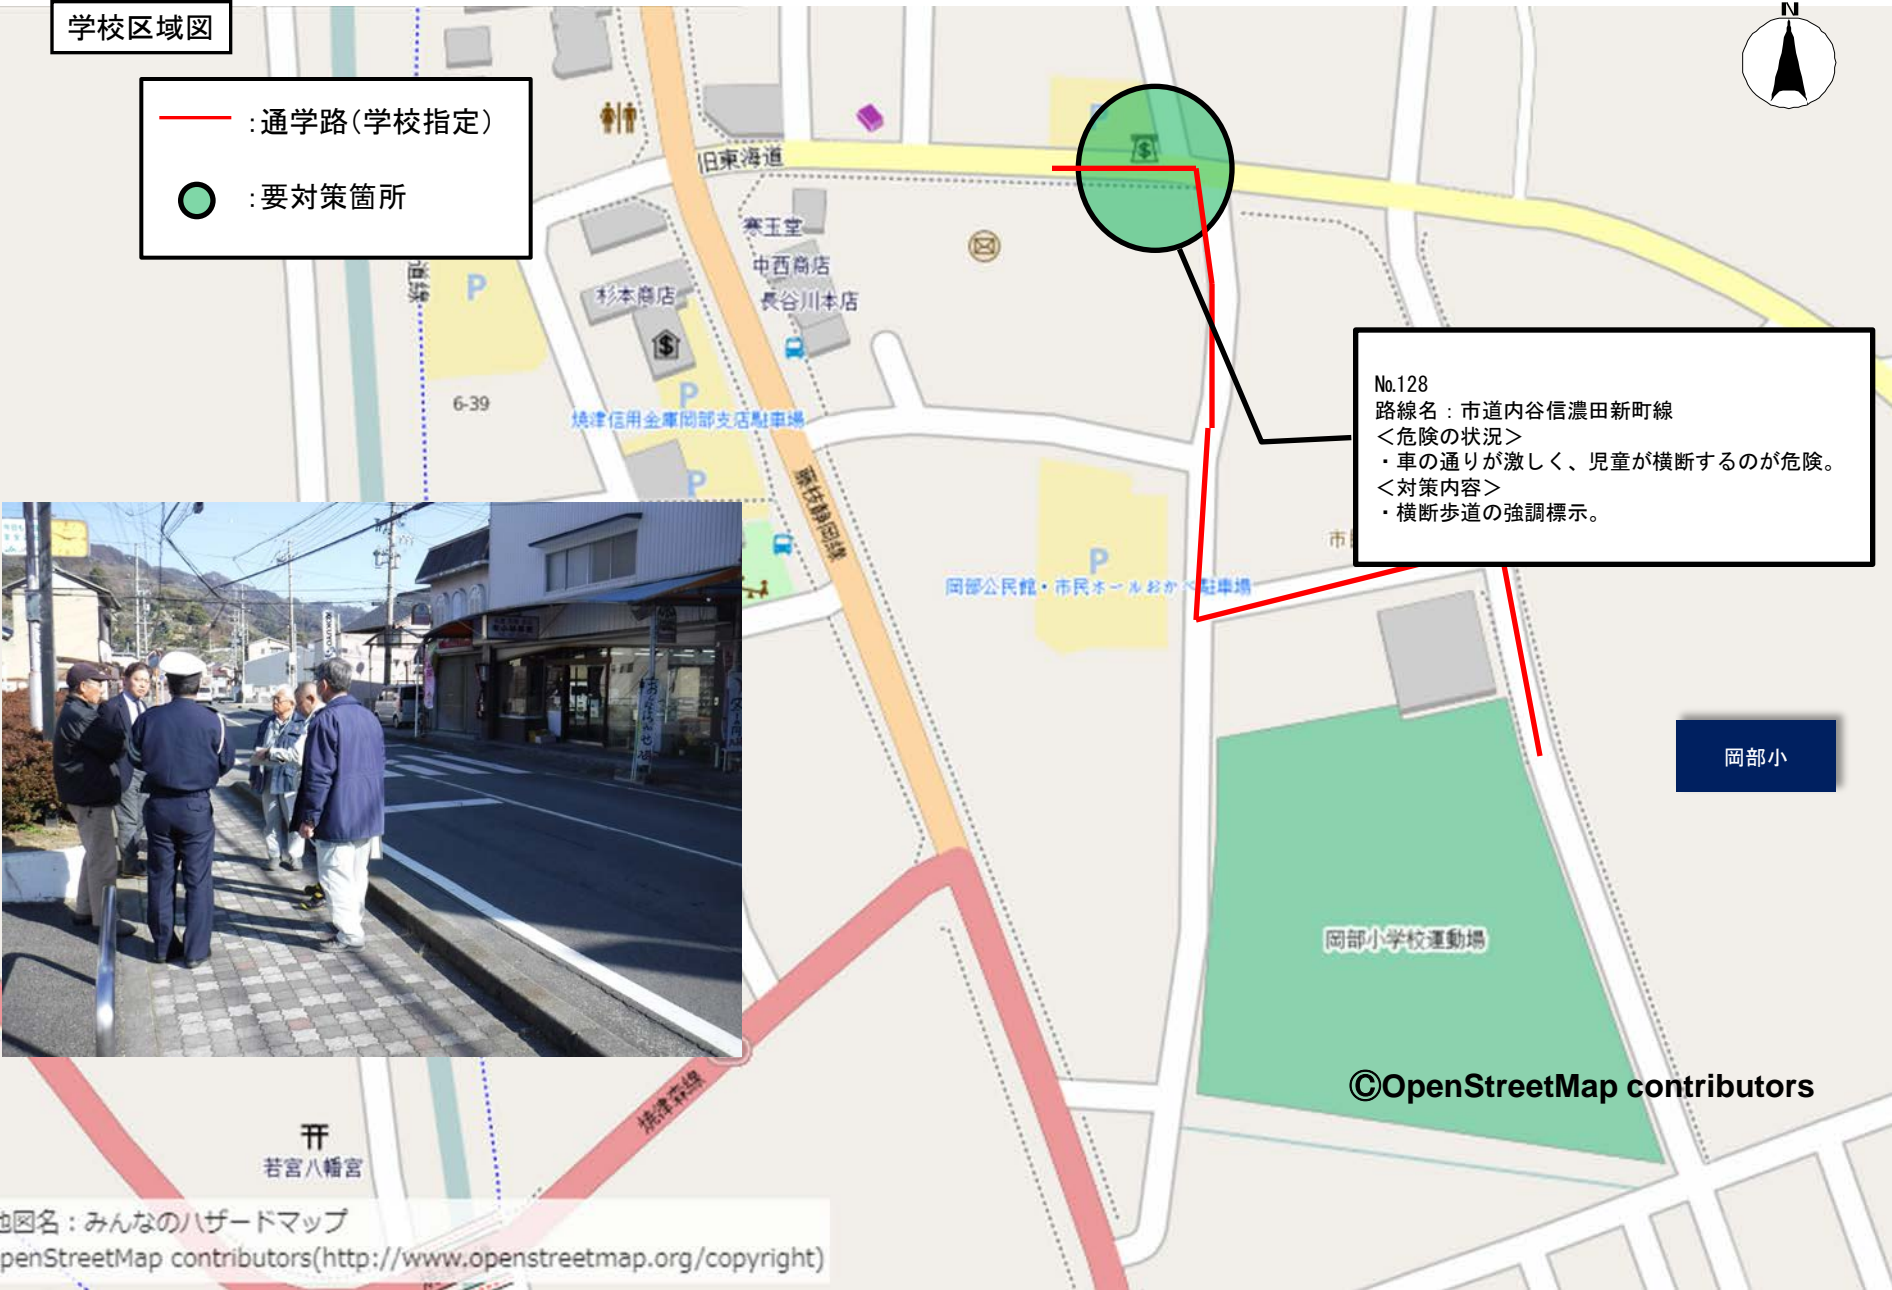 学校区域図
N
:通学路(学校指定)
:要対策箇所
旧東海道
寒玉堂
中西商店
長谷川本店
杉本商店
道線
P
P
P
P
P
6-39
焼津信用金庫岡部支店駐車場
藤枝静岡線
No.128
路線名：市道内谷信濃田新町線
＜危険の状況＞
・車の通りが激しく、児童が横断するのが危険。
＜対策内容＞
・横断歩道の強調標示。
市
岡部公民館・市民ホールおかべ駐車場
岡部小
岡部小学校運動場
©OpenStreetMap contributors
焼津森線
若宮八幡宮
地図名：みんなのハザードマップ
penStreetMap contributors(http://www.openstreetmap.org/copyright)